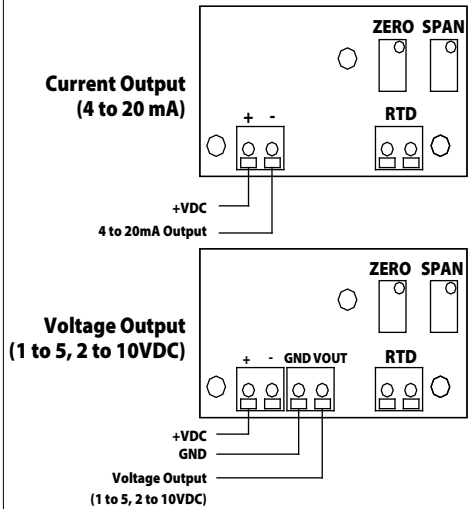 ZERO SPAN
Current Output
(4 to 20 mA)
+ -
RTD
+VDC
4 to 20mA Output
ZERO SPAN
Voltage Output
(1 to 5, 2 to 10VDC)
+ - GND VOUT
RTD
+VDC
GND
Voltage Output
(1 to 5, 2 to 10VDC)